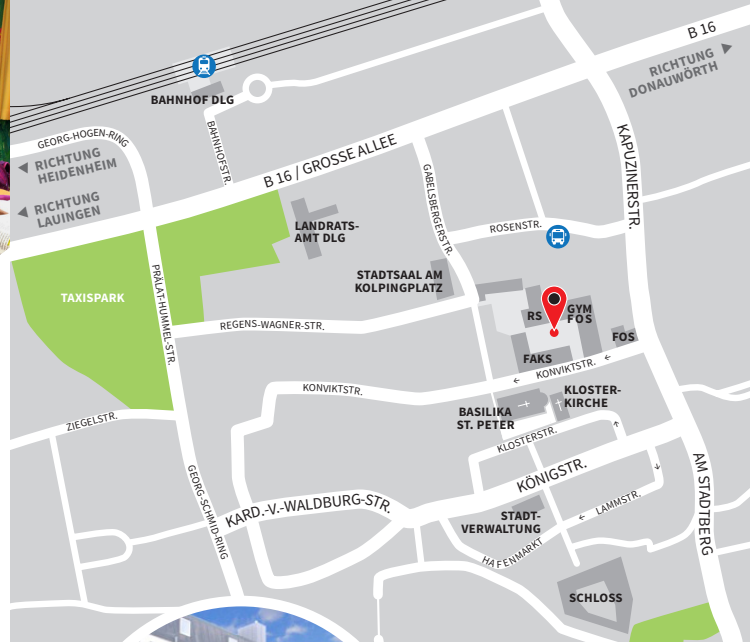 B 16
RICHTUNG
DONAUWÖRTH
BAHNHOF DLG
GEORG-HOGEN-RING
RICHTUNG
HEIDENHEIM
BAHNHOFSTR.
B 16 / GROSSE ALLEE
KAPUZINERSTR.
RICHTUNG
LAUINGEN
GABELSBERGERSTR.
LANDRATS-
AMT DLG
ROSENSTR.
TAXISPARK
PRÄLAT-HUMMEL-STR.
STADTSAAL AM
KOLPINGPLATZ
REGENS-WAGNER-STR.
RS
GYM
FOS
FOS
FAKS
KONVIKTSTR.
KONVIKTSTR.
KLOSTER-
KIRCHE
BASILIKA
ST. PETER
ZIEGELSTR.
KLOSTERSTR.
KÖNIGSTR.
AM STADTBERG
GEORG-SCHMID-RING
KARD.-V.-WALDBURG-STR.
LAMMSTR.
STADT-
VERWALTUNG
HAFENMARKT
SCHLOSS